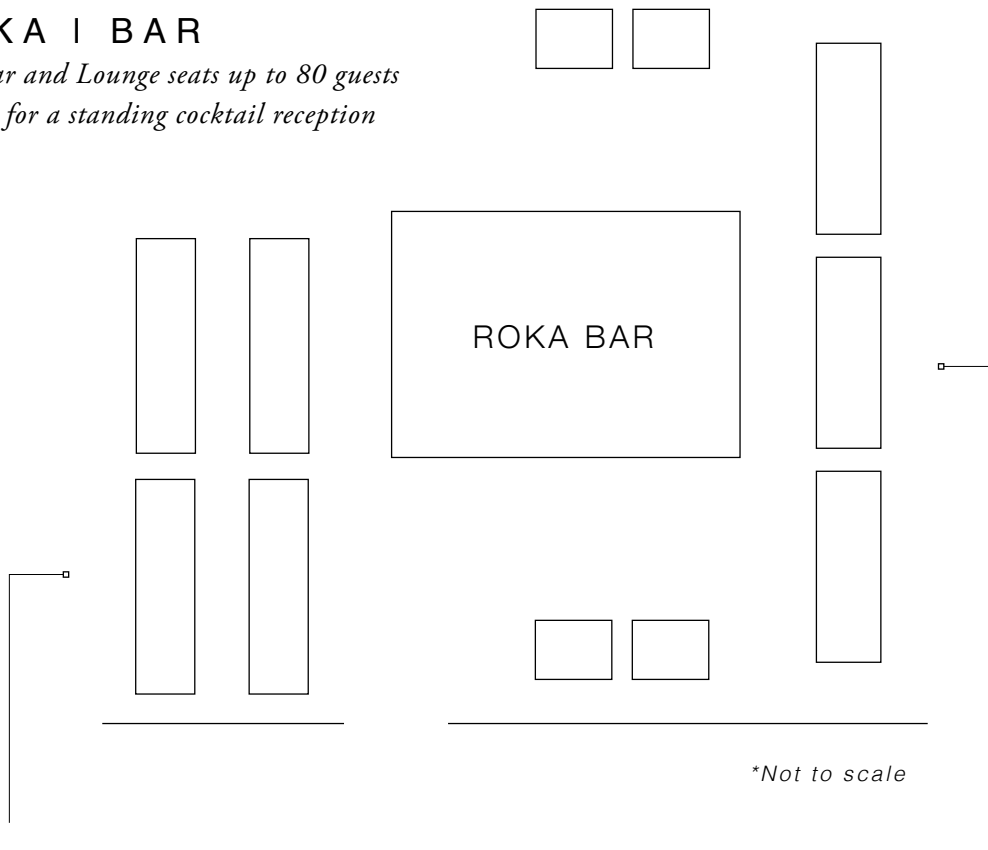 KA | BAR
ar and Lounge seats up to 80 guests
for a standing cocktail reception
ROKA BAR
*Not to scale